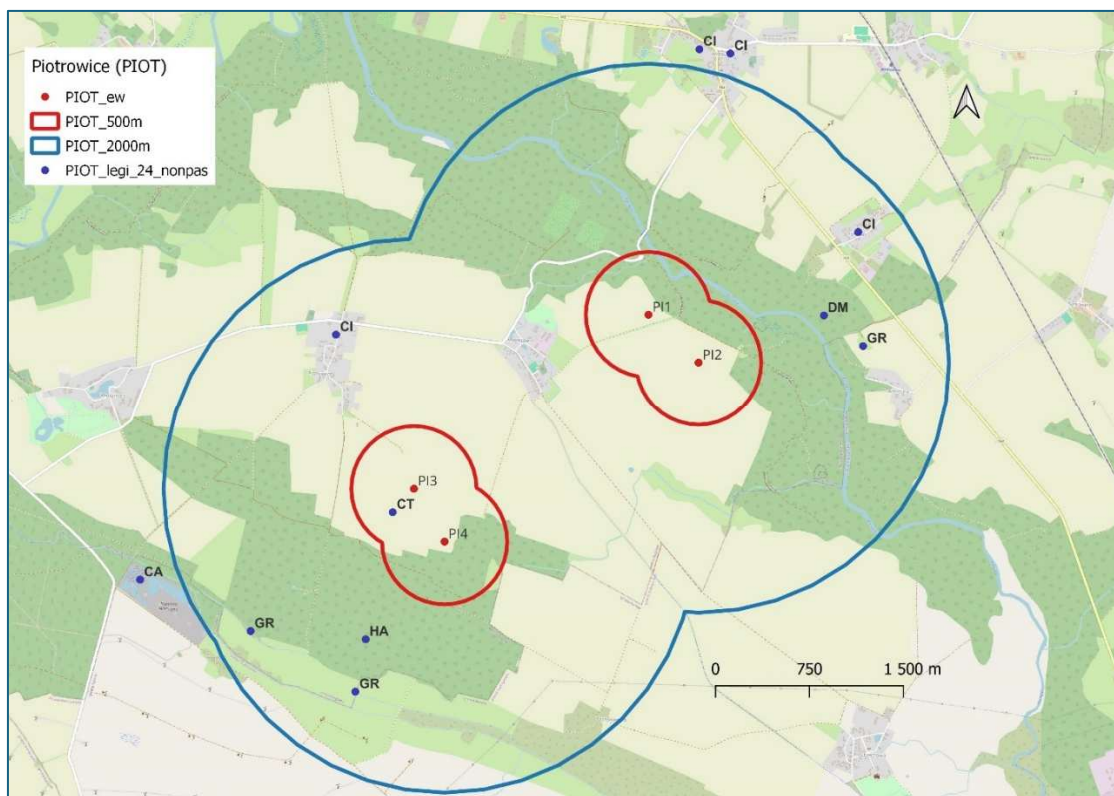 Piotrowice (PIOT)
PIOT_ew
PIOT_500m
PIOT_2000m
PIOT_legi_24_nonpas
CI
CI
CI
PI1
DM
CI
GR
PI2
PI3
CT
PI4
CA
GR
HA
GR
0 750 1 500 m